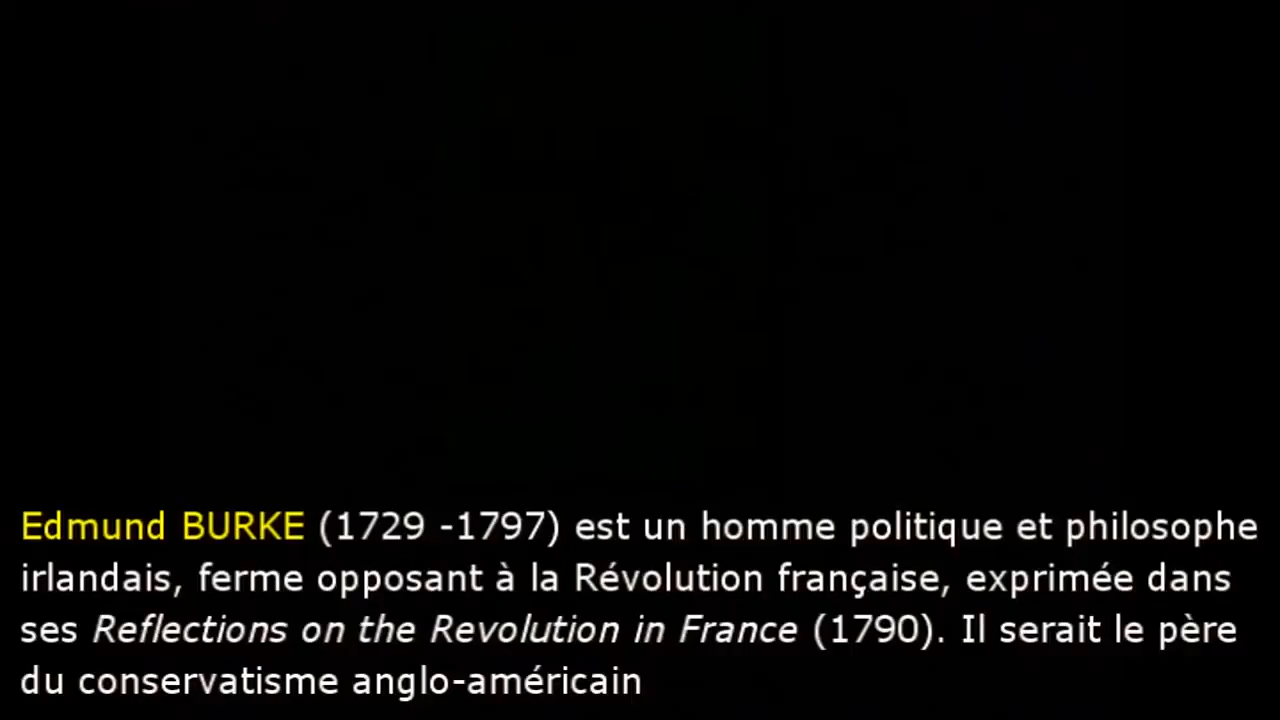 Edmund BURKE (1729 -1797) est un homme politique et philosophe
irlandais, ferme opposant à la Révolution française, exprimée dans
ses Reflections on the Revolution in France (1790). Il serait le père
du conservatisme anglo-américain